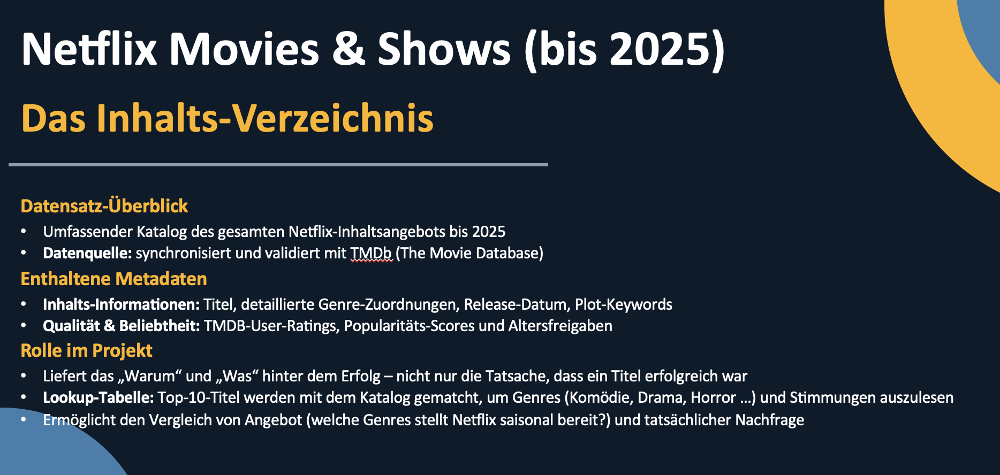 Netflix Movies & Shows (bis 2025)
Das Inhalts-Verzeichnis
Datensatz-Überblick
• Umfassender Katalog des gesamten Netflix-Inhaltsangebots bis 2025
• Datenquelle: synchronisiert und validiert mit TMDb (The Movie Database)
Enthaltene Metadaten
• Inhalts-Informationen: Titel, detaillierte Genre-Zuordnungen, Release-Datum, Plot-Keywords
• Qualität & Beliebtheit: TMDB-User-Ratings, Popularitäts-Scores und Altersfreigaben
Rolle im Projekt
• Liefert das „Warum“ und „Was“ hinter dem Erfolg – nicht nur die Tatsache, dass ein Titel erfolgreich war
• Lookup-Tabelle: Top-10-Titel werden mit dem Katalog gematcht, um Genres (Komödie, Drama, Horror ...) und Stimmungen auszulesen
• Ermöglicht den Vergleich von Angebot (welche Genres stellt Netflix saisonal bereit?) und tatsächlicher Nachfrage